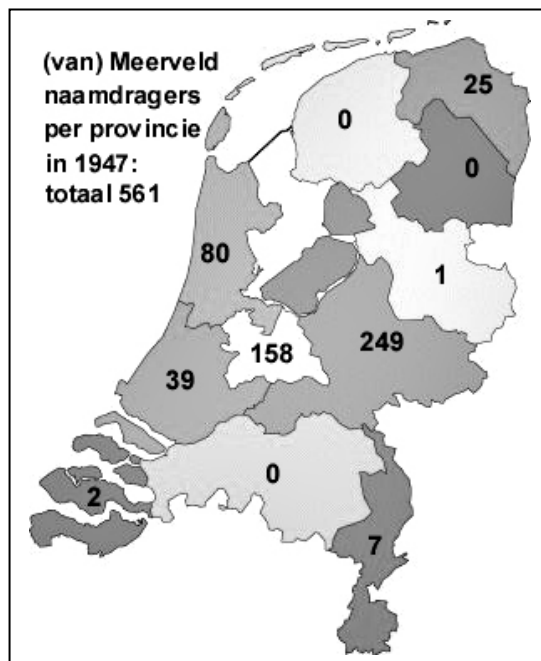 (van) Meerveld
naamdragers
per provincie
in 1947:
totaal 561
25
0
0
80
1
249
158
39
0
2
7